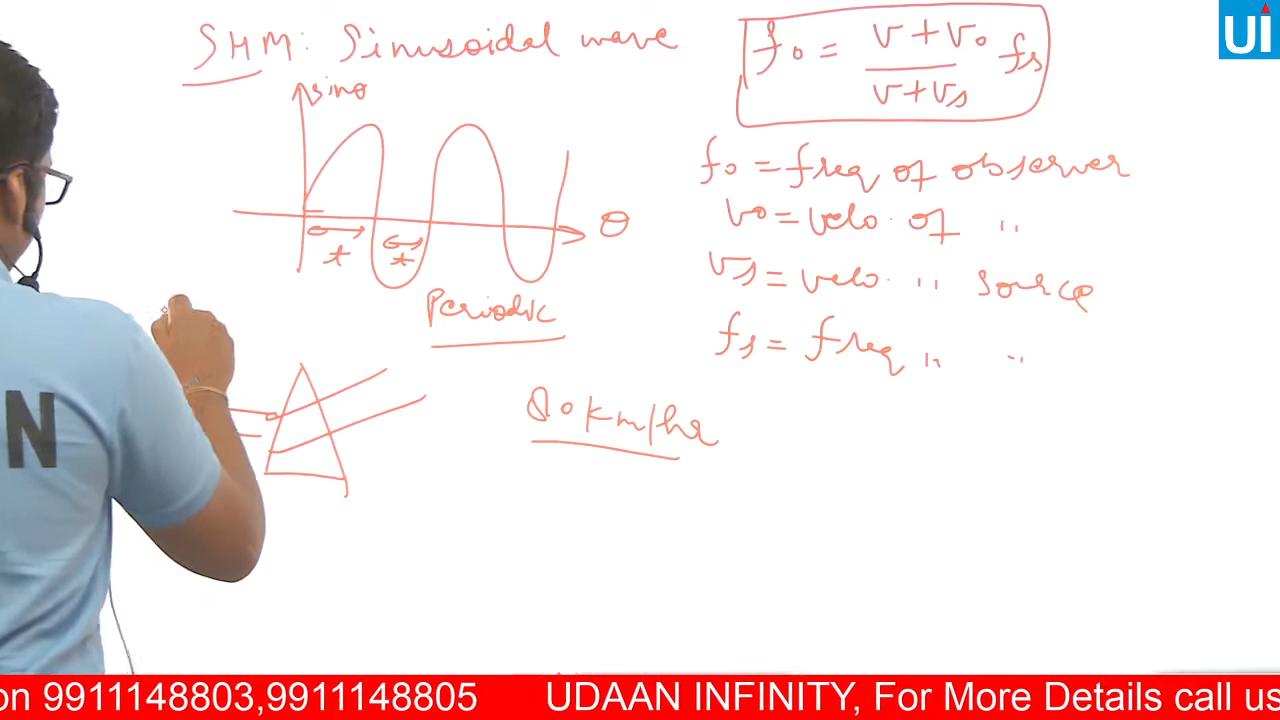 SHM: Sinusoidal wave
sinθ
θ
t
t
Periodic
f₀ = v+v₀ / v+vₛ fₛ
f₀ = freq of observer
v₀ = velo. of ,,
vₛ = velo. ,, source
fₛ = freq ,, ,,
80 km/hr
N
UI
on 9911148803,9911148805 UDAAN INFINITY, For More Details call us